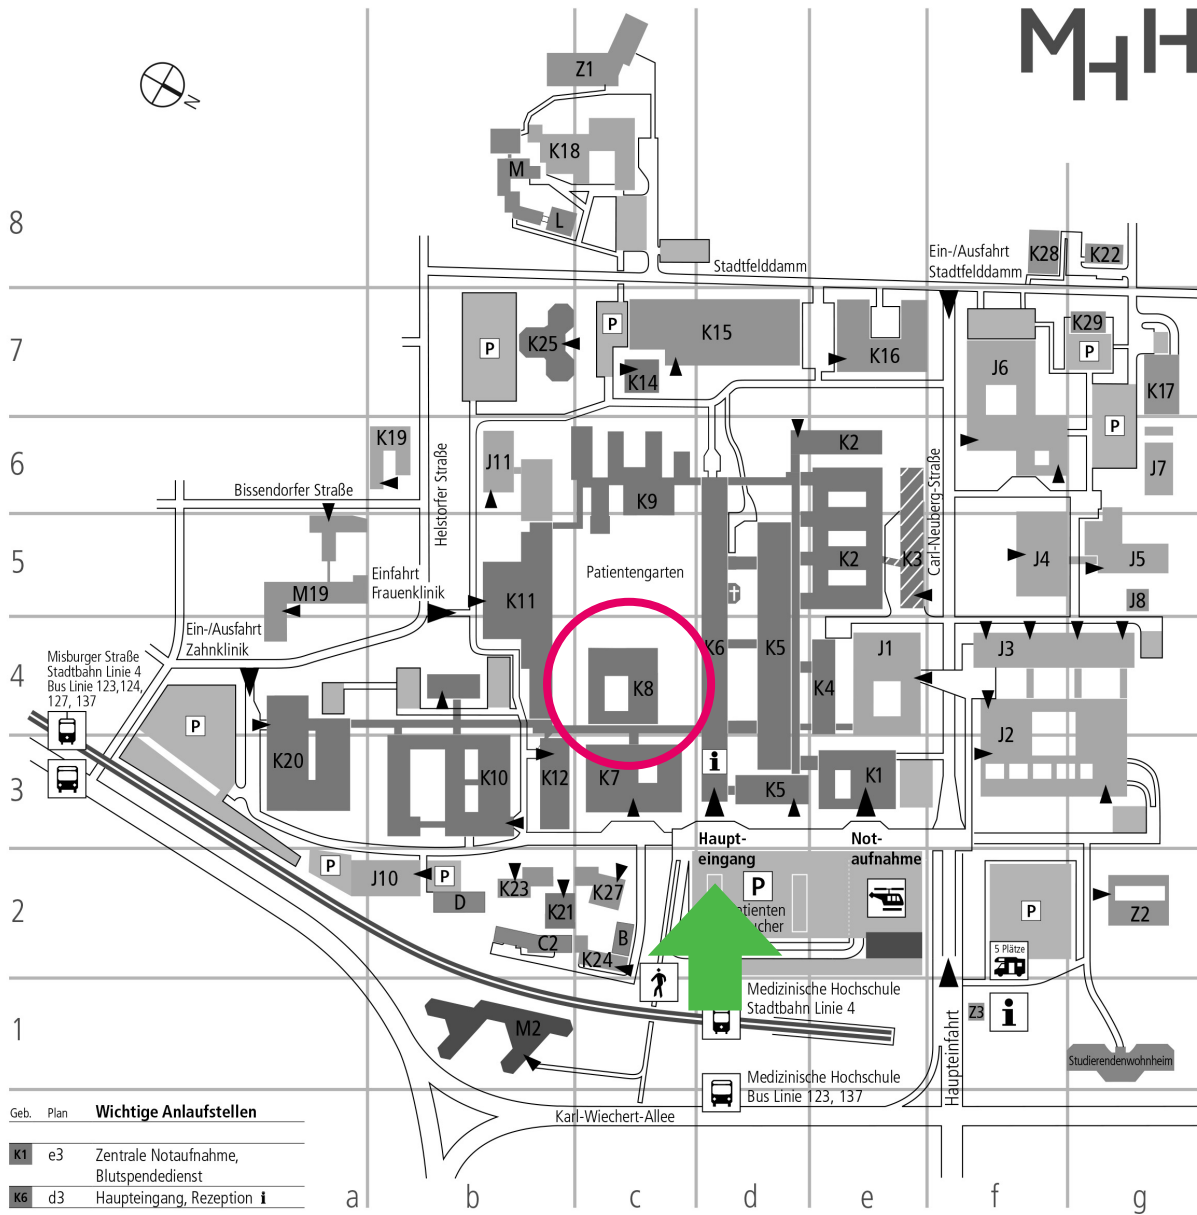 MHH
N
Z1
K18
M
L
8
Stadtfelddamm
Ein-/Ausfahrt
Stadtfelddamm
K28
K22
7
P
K25
P
K15
K14
K16
J6
K29
P
K17
6
K19
Bissendorfer Straße
Helstorfer Straße
J11
K9
K2
Carl-Neuberg-Straße
P
J7
5
M19
Einfahrt
Frauenklinik
K11
Patientengarten
K2
K3
J4
J5
J8
4
Ein-/Ausfahrt
Zahnklinik
Misburger Straße
Stadtbahn Linie 4
Bus Linie 123,124,
127, 137
P
K8
K6
K5
K4
J1
J3
J2
3
K20
K10
K12
K7
i
K5
K1
Haupt-
eingang
Not-
aufnahme
2
P
J10
P
D
K23
K21
K27
C2
B
K24
P
atienten
ucher
P
5 Plätze
Z2
1
M2
Medizinische Hochschule
Stadtbahn Linie 4
Haupteinfahrt
Z3
i
Studierendenwohnheim
Medizinische Hochschule
Bus Linie 123, 137
Karl-Wiechert-Allee
Geb. Plan Wichtige Anlaufstellen
K1 e3 Zentrale Notaufnahme,
Blutspendedienst
K6 d3 Haupteingang, Rezeption i
a b c d e f g